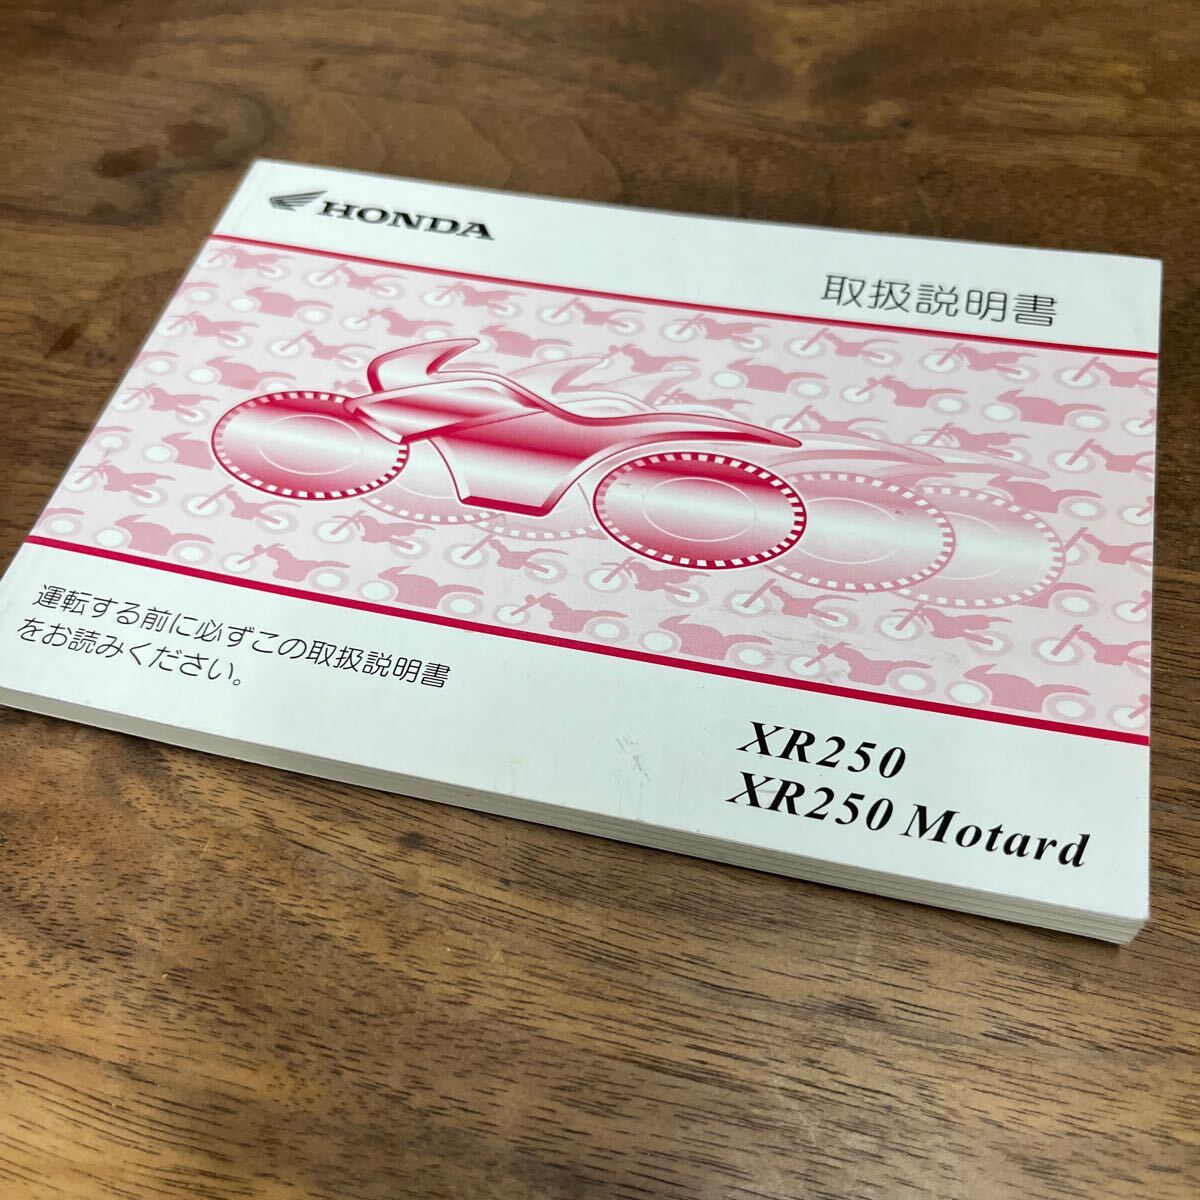 HONDA
取扱説明書
運転する前に必ずこの取扱説明書
をお読みください。
XR250
XR250 Motard